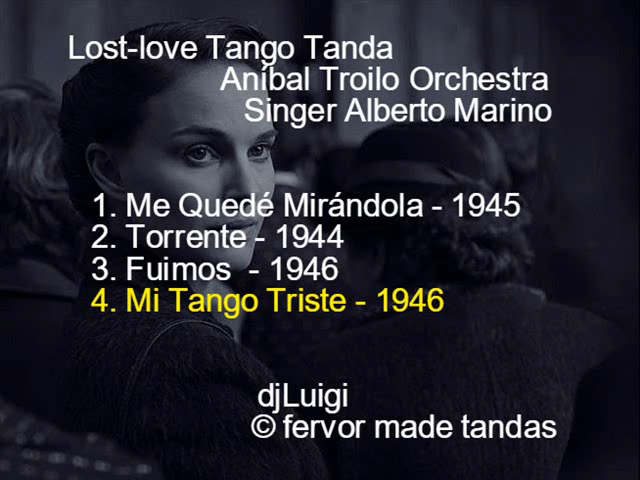 Lost-love Tango Tanda
Aníbal Troilo Orchestra
Singer Alberto Marino
1. Me Quedé Mirándola - 1945
2. Torrente - 1944
3. Fuimos - 1946
4. Mi Tango Triste - 1946
djLuigi
© fervor made tandas